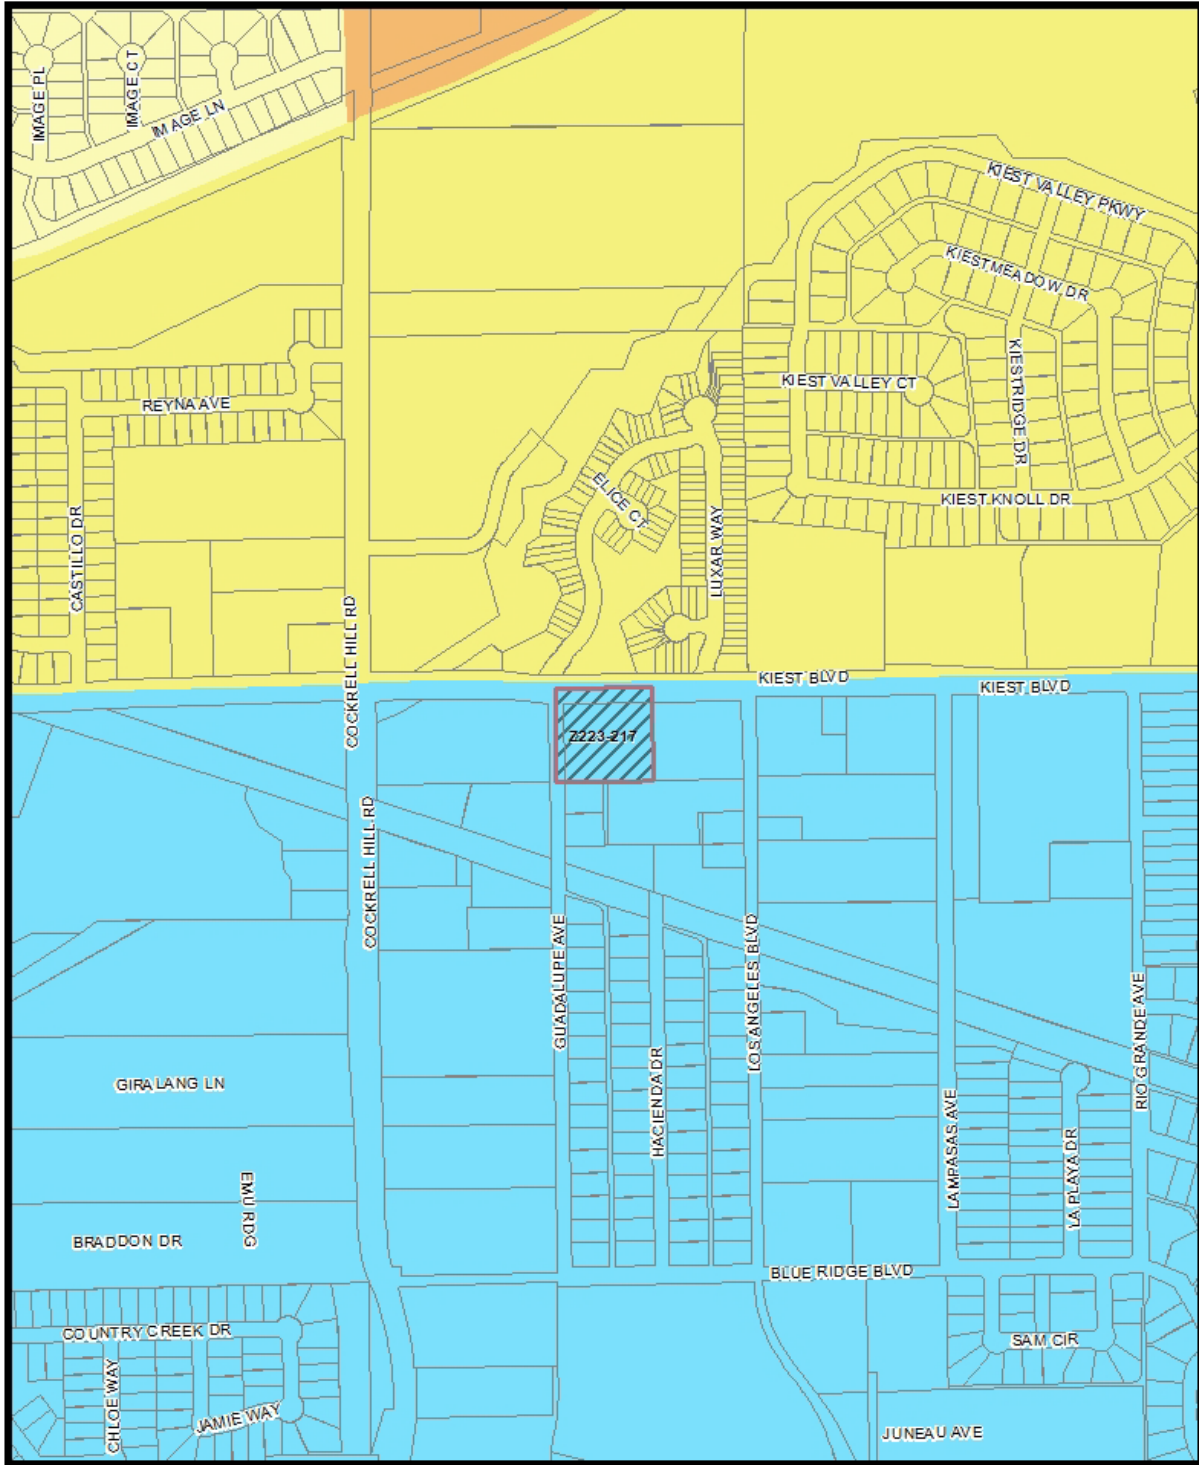 IMAGE PL
IMAGE CT
IMAGE LN
KIEST VALLEY PKWY
KIESTMEADOW DR
KIEST VALLEY CT
KIESTRIDGE DR
REYNA AVE
ELICE CT
KIEST KNOLL DR
CASTILLO DR
LUXAR WAY
COCKRELL HILL RD
KIEST BLVD
KIEST BLVD
Z223-217
COCKRELL HILL RD
GUADALUPE AVE
LOS ANGELES BLVD
RIO GRANDE AVE
HACIENDA DR
GIRALANG LN
LAMPASAS AVE
LA PLAYA DR
EMU RDG
BRADDON DR
BLUE RIDGE BLVD
COUNTRY CREEK DR
SAM CIR
CHLOE WAY
JAMIE WAY
JUNEAU AVE